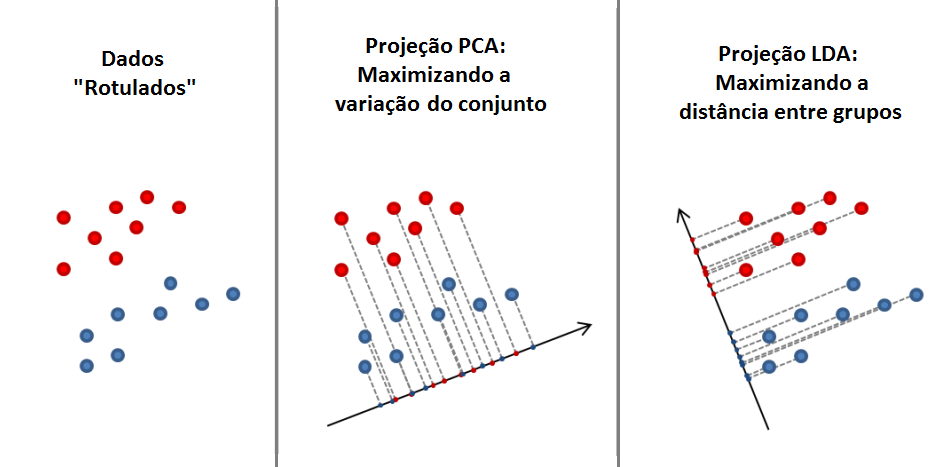 Dados
"Rotulados"
Projeção PCA:
Maximizando a
variação do conjunto
Projeção LDA:
Maximizando a
distância entre grupos